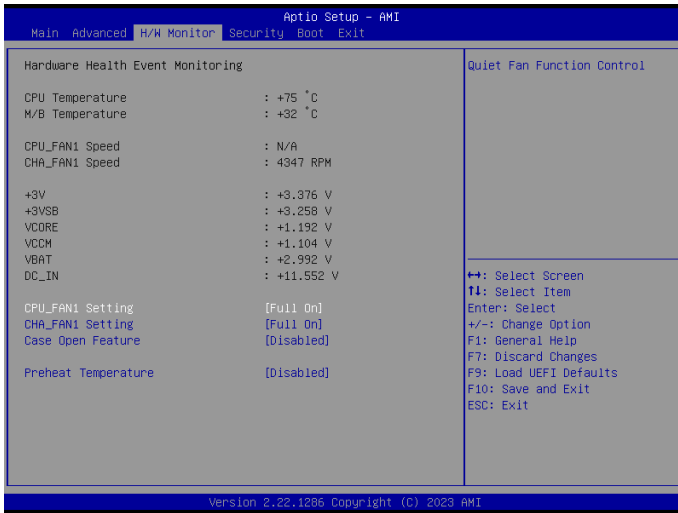 Aptio Setup – AMI
Main Advanced H/W Monitor Security Boot Exit
Hardware Health Event Monitoring
CPU Temperature : +75 °C
M/B Temperature : +32 °C
CPU_FAN1 Speed : N/A
CHA_FAN1 Speed : 4347 RPM
+3V : +3.376 V
+3VSB : +3.258 V
VCORE : +1.192 V
VCCM : +1.104 V
VBAT : +2.992 V
DC_IN : +11.552 V
CPU_FAN1 Setting [Full On]
CHA_FAN1 Setting [Full On]
Case Open Feature [Disabled]
Preheat Temperature [Disabled]
Quiet Fan Function Control
↔: Select Screen
↑↓: Select Item
Enter: Select
+/-: Change Option
F1: General Help
F7: Discard Changes
F9: Load UEFI Defaults
F10: Save and Exit
ESC: Exit
Version 2.22.1286 Copyright (C) 2023 AMI